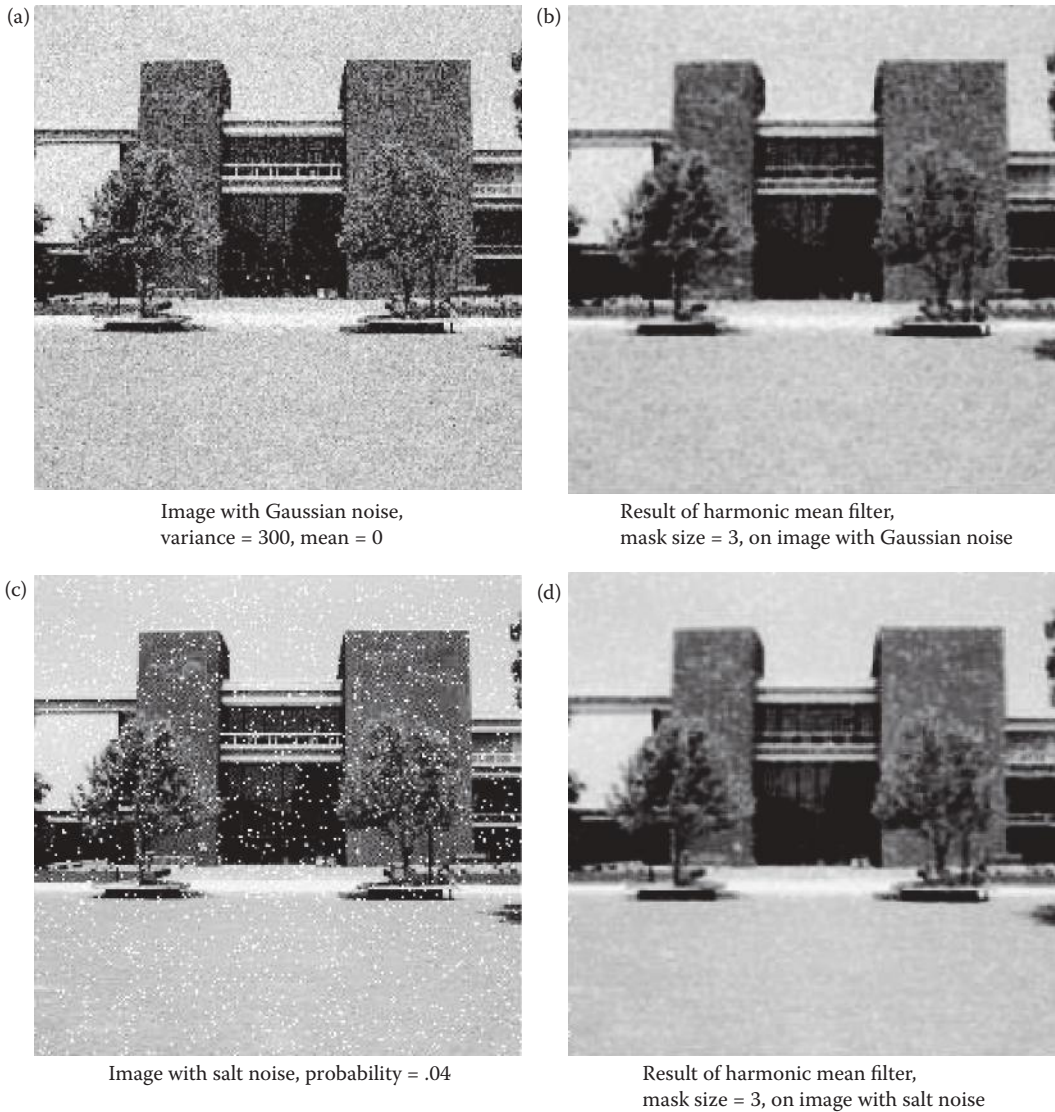 (a)
(b)
Image with Gaussian noise,
variance = 300, mean = 0
Result of harmonic mean filter,
mask size = 3, on image with Gaussian noise
(c)
(d)
Image with salt noise, probability = .04
Result of harmonic mean filter,
mask size = 3, on image with salt noise